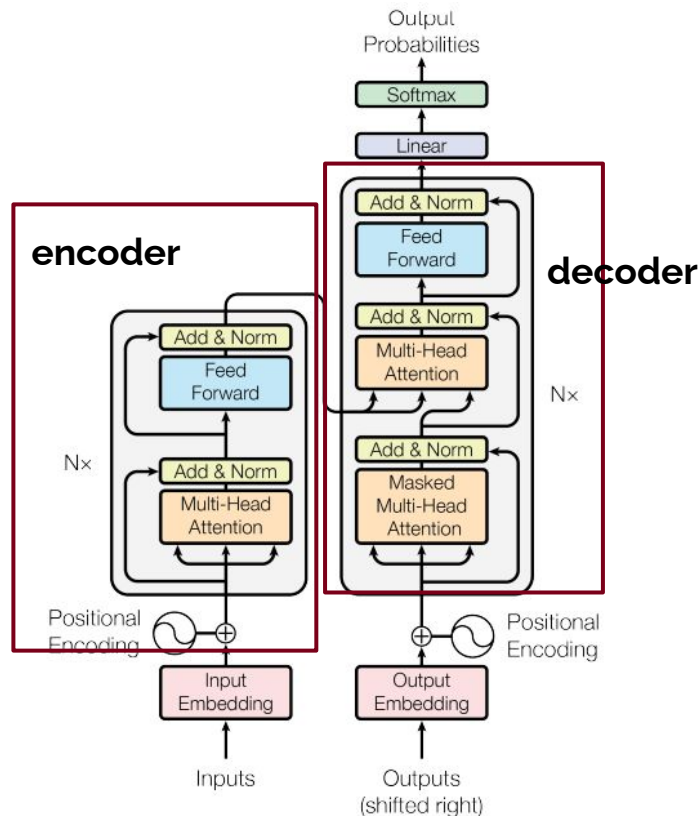 Output
Probabilities
Softmax
Linear
Add & Norm
Feed
Forward
decoder
Add & Norm
Multi-Head
Attention
N×
Add & Norm
Masked
Multi-Head
Attention
encoder
Add & Norm
Feed
Forward
N×
Add & Norm
Multi-Head
Attention
Positional
Encoding
Positional
Encoding
Input
Embedding
Output
Embedding
Inputs
Outputs
(shifted right)